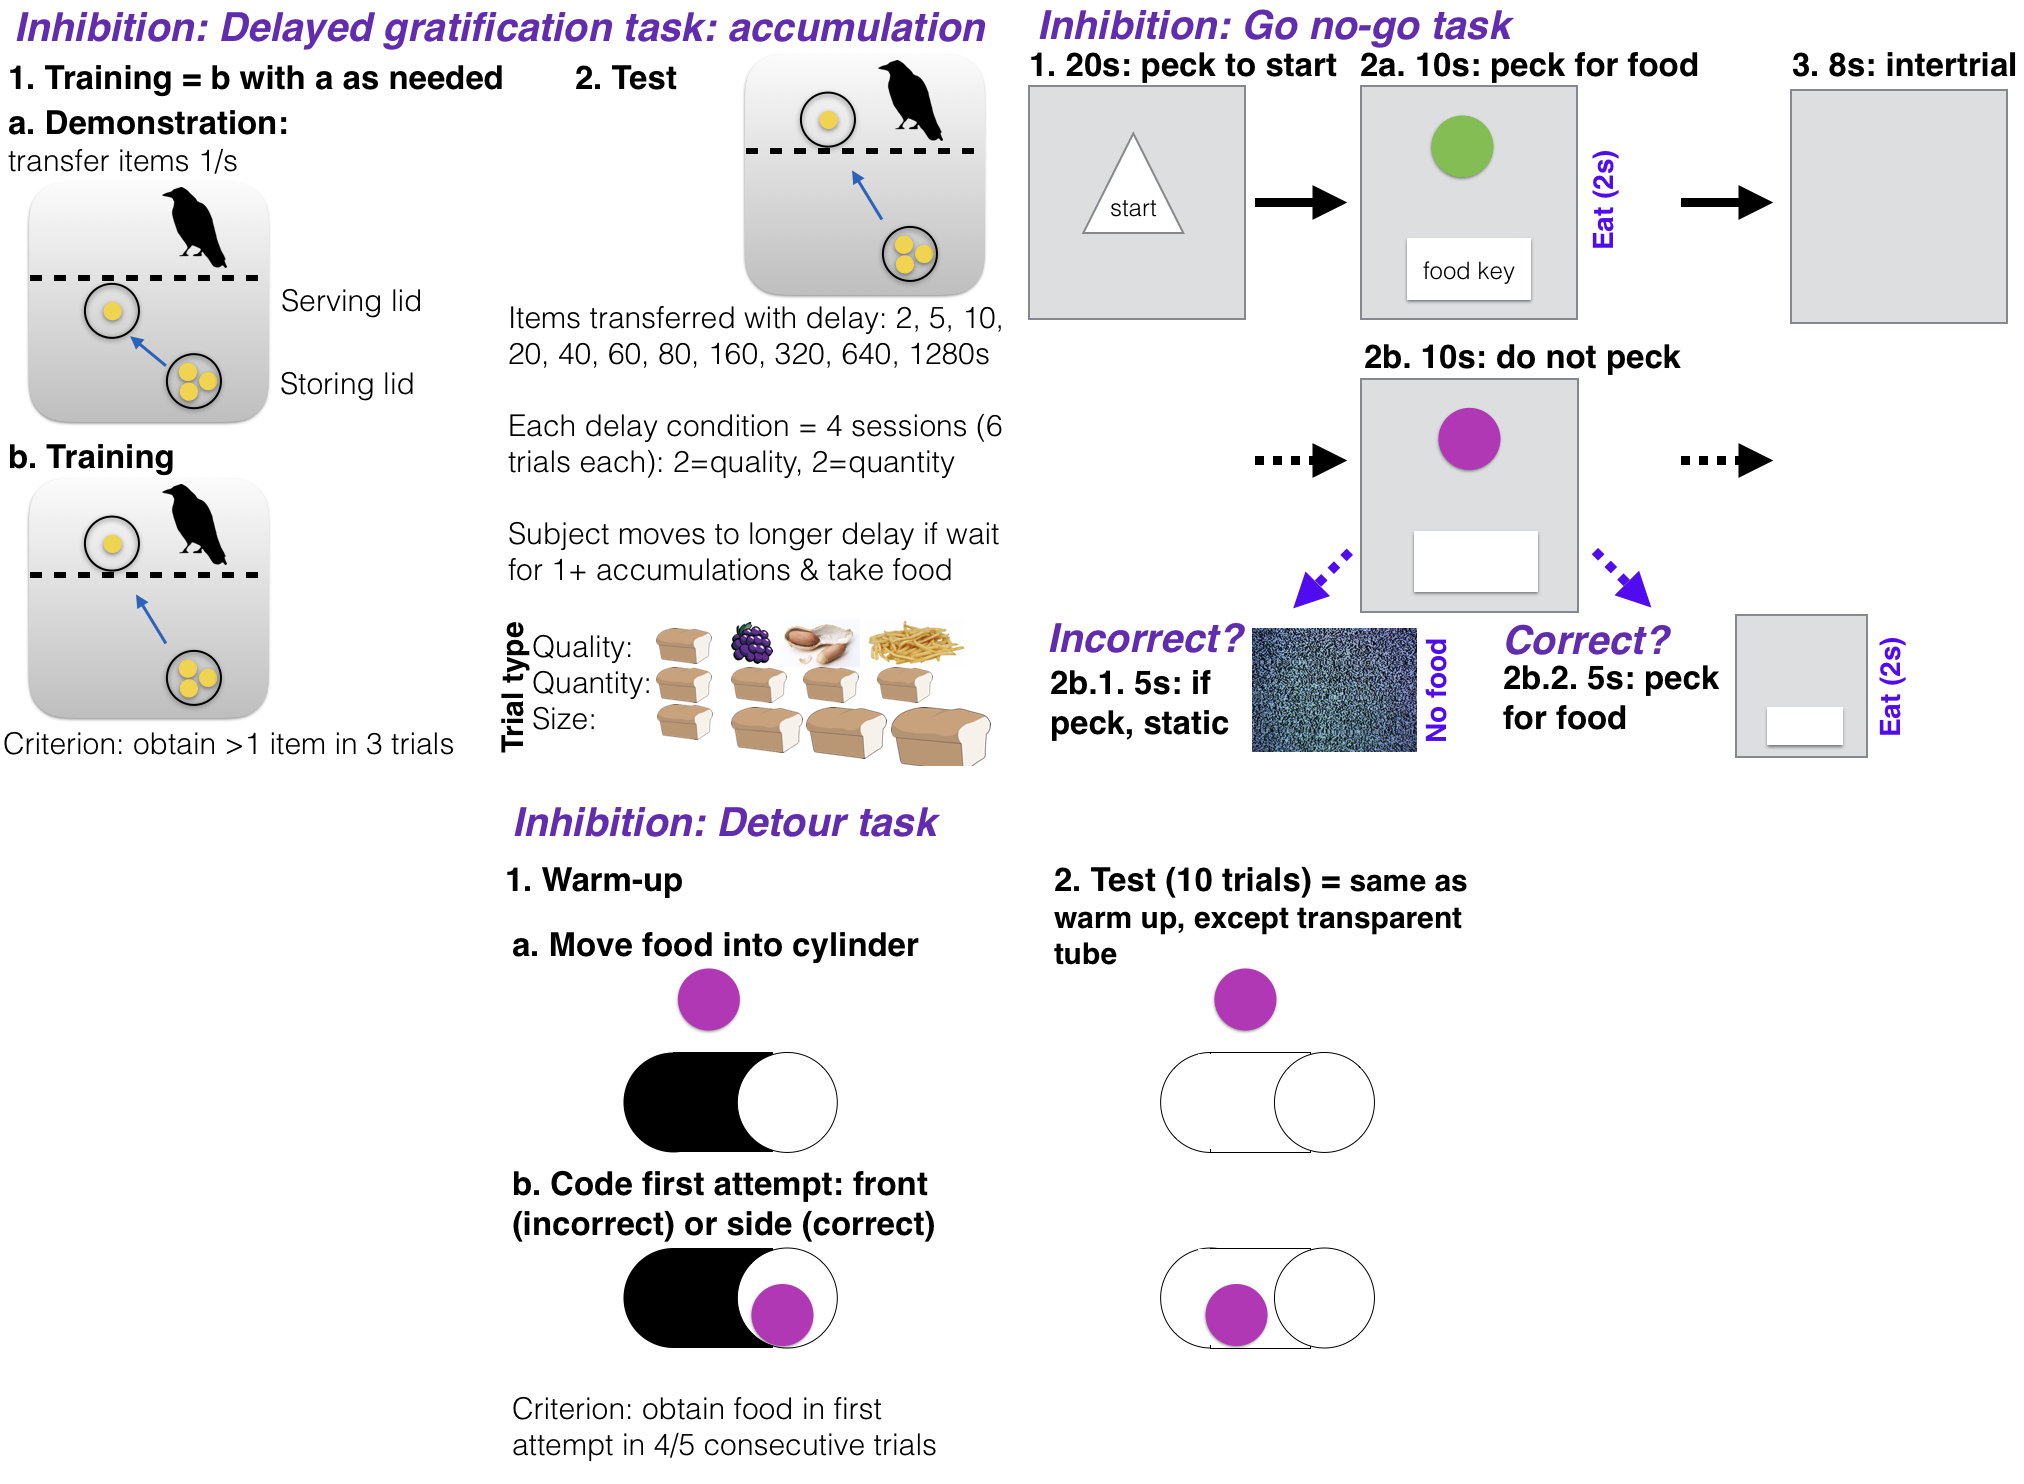 Inhibition: Delayed gratification task: accumulation
1. Training = b with a as needed
a. Demonstration:
transfer items 1/s
Serving lid
Storing lid
b. Training
Criterion: obtain >1 item in 3 trials
2. Test
Items transferred with delay: 2, 5, 10,
20, 40, 60, 80, 160, 320, 640, 1280s
Each delay condition = 4 sessions (6
trials each): 2=quality, 2=quantity
Subject moves to longer delay if wait
for 1+ accumulations & take food
Trial type
Quality:
Quantity:
Size:
Inhibition: Go no-go task
1. 20s: peck to start
start
2a. 10s: peck for food
food key
Eat (2s)
3. 8s: intertrial
2b. 10s: do not peck
Incorrect?
2b.1. 5s: if
peck, static
No food
Correct?
2b.2. 5s: peck
for food
Eat (2s)
Inhibition: Detour task
1. Warm-up
a. Move food into cylinder
b. Code first attempt: front
(incorrect) or side (correct)
Criterion: obtain food in first
attempt in 4/5 consecutive trials
2. Test (10 trials) = same as
warm up, except transparent
tube